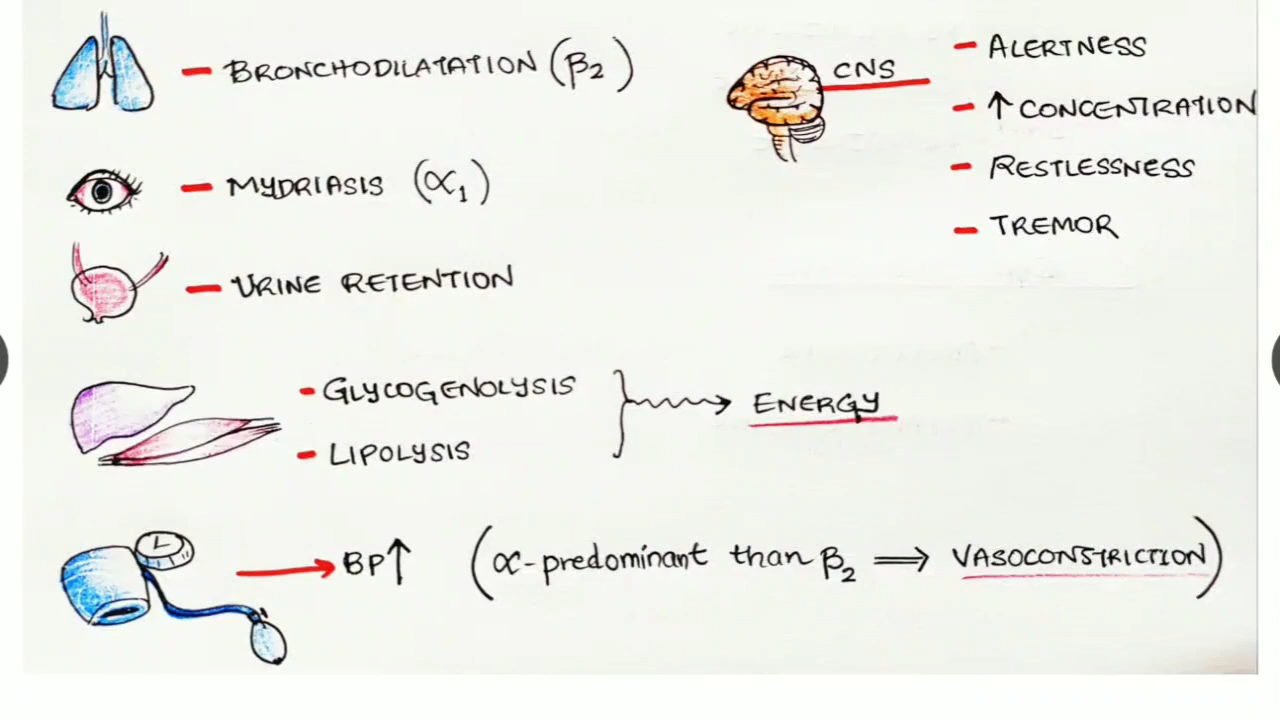 - BRONCHODILATATION (β2)
- MYDRIASIS (α1)
- URINE RETENTION
- GLYCOGENOLYSIS
- LIPOLYSIS
ENERGY
BP↑ (α-predominant than β2 ⟹ VASOCONSTRICTION)
CNS
- ALERTNESS
- ↑ CONCENTRATION
- RESTLESSNESS
- TREMOR